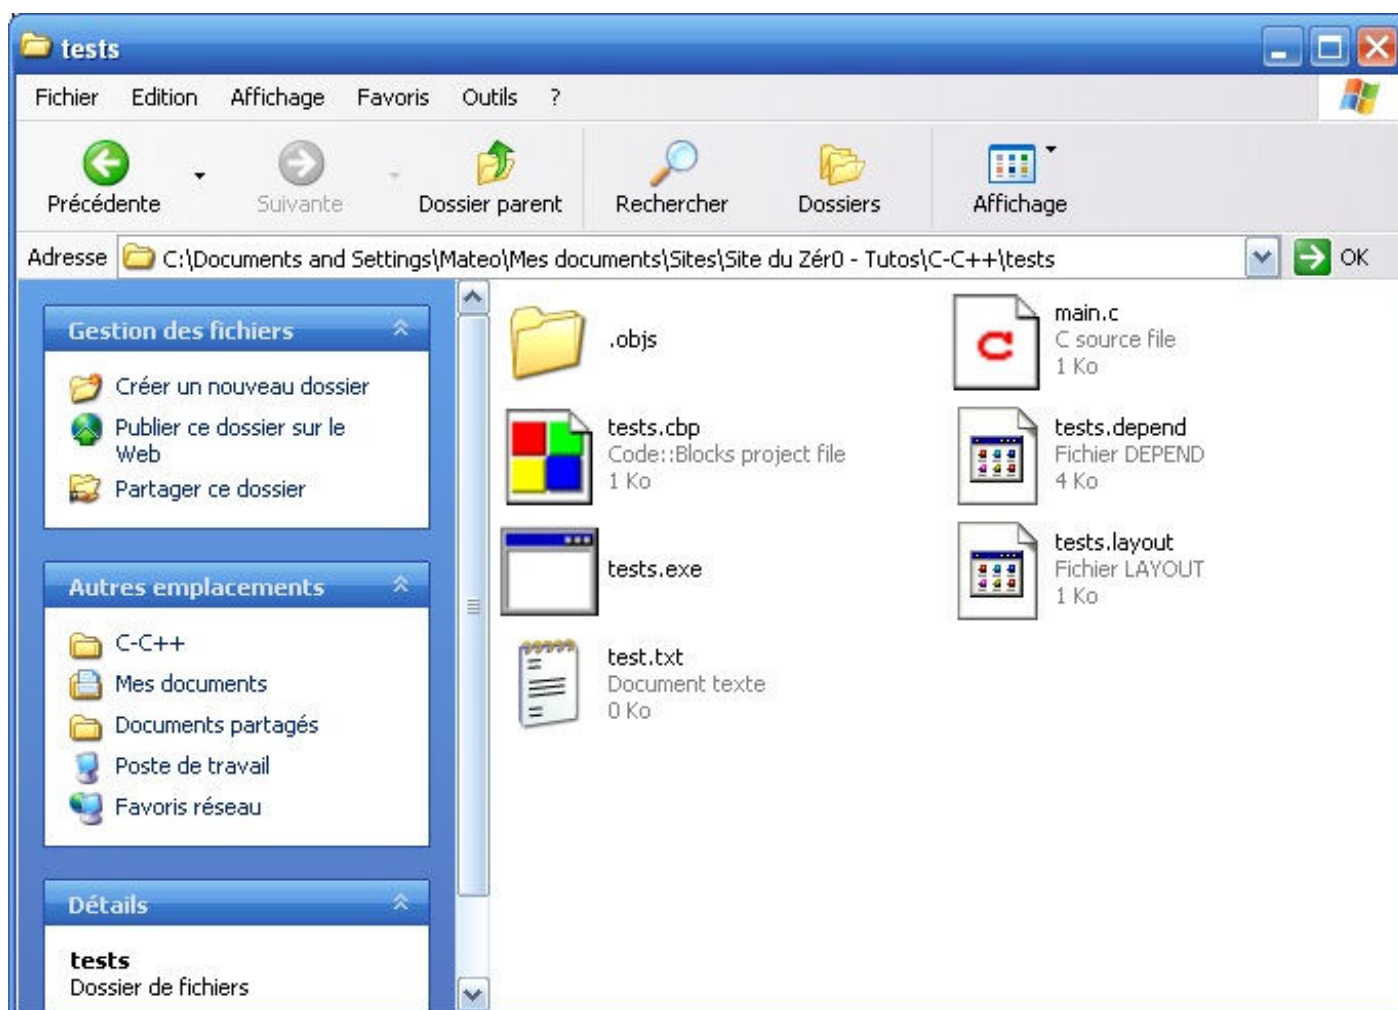 tests
Fichier Edition Affichage Favoris Outils ?
Précédente Suivante Dossier parent Rechercher Dossiers Affichage
Adresse C:\Documents and Settings\Mateo\Mes documents\Sites\Site du Zér0 - Tutos\C-C++\tests OK
Gestion des fichiers
Créer un nouveau dossier
Publier ce dossier sur le
Web
Partager ce dossier
Autres emplacements
C-C++
Mes documents
Documents partagés
Poste de travail
Favoris réseau
Détails
tests
Dossier de fichiers
.objs
main.c
C source file
1 Ko
tests.cbp
Code::Blocks project file
1 Ko
tests.depend
Fichier DEPEND
4 Ko
tests.exe
tests.layout
Fichier LAYOUT
1 Ko
test.txt
Document texte
0 Ko